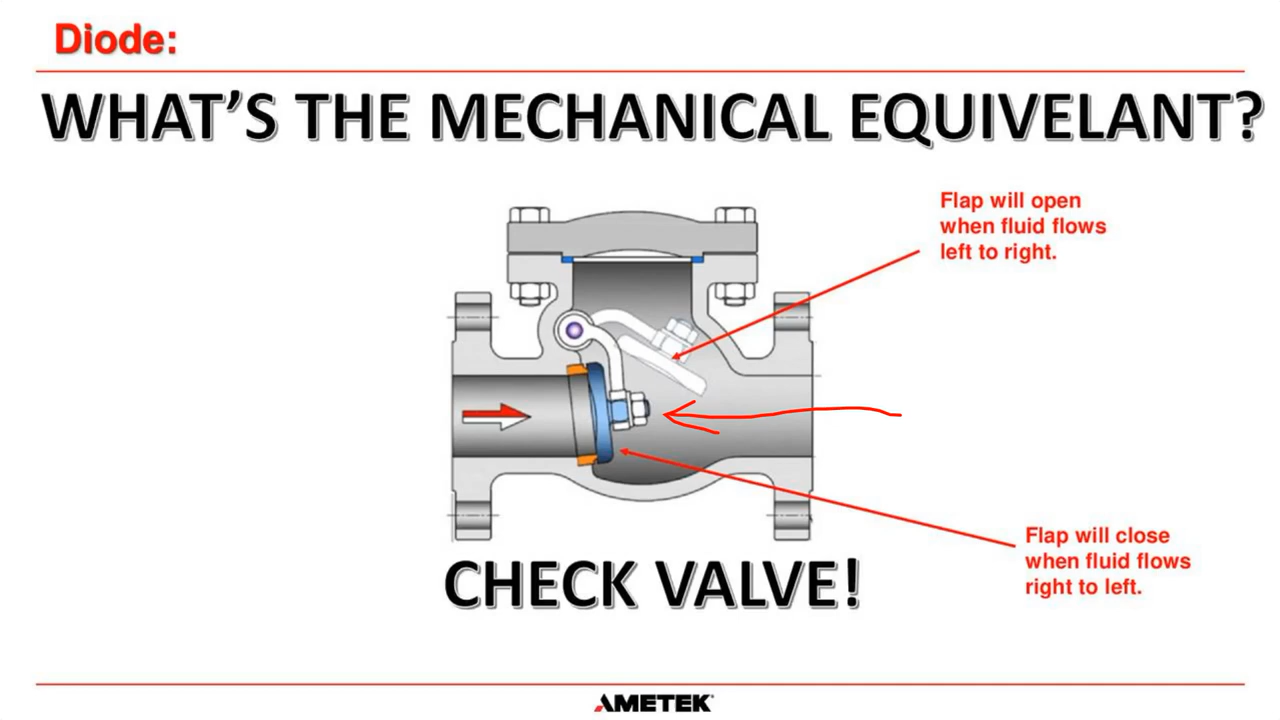 Diode:
WHAT'S THE MECHANICAL EQUIVELANT?
Flap will open
when fluid flows
left to right.
Flap will close
when fluid flows
right to left.
CHECK VALVE!
AMETEK